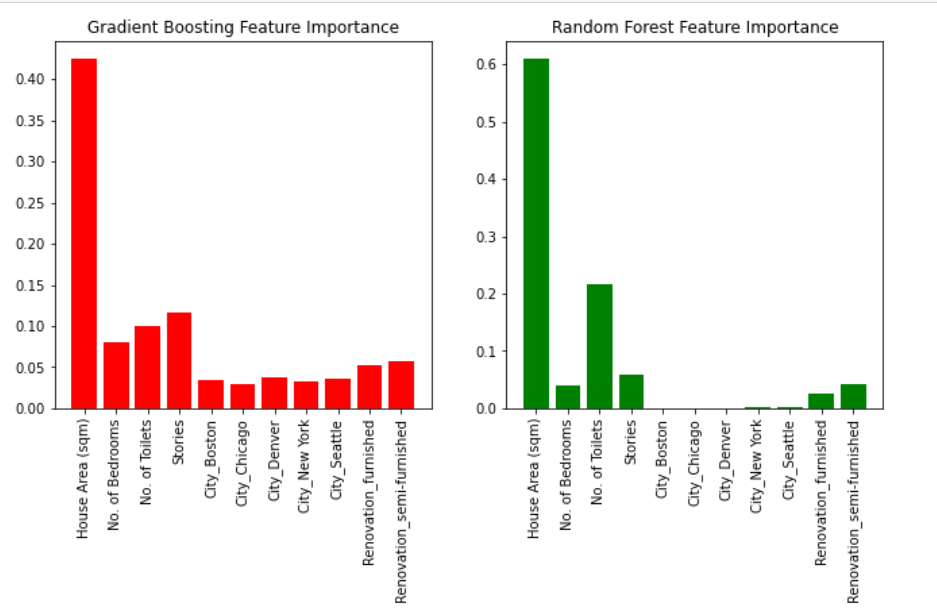 Gradient Boosting Feature Importance
0.40
0.35
0.30
0.25
0.20
0.15
0.10
0.05
0.00
House Area (sqm)
No. of Bedrooms
No. of Toilets
Stories
City_Boston
City_Chicago
City_Denver
City_New York
City_Seattle
Renovation_furnished
Renovation_semi-furnished
Random Forest Feature Importance
0.6
0.5
0.4
0.3
0.2
0.1
0.0
House Area (sqm)
No. of Bedrooms
No. of Toilets
Stories
City_Boston
City_Chicago
City_Denver
City_New York
City_Seattle
Renovation_furnished
Renovation_semi-furnished